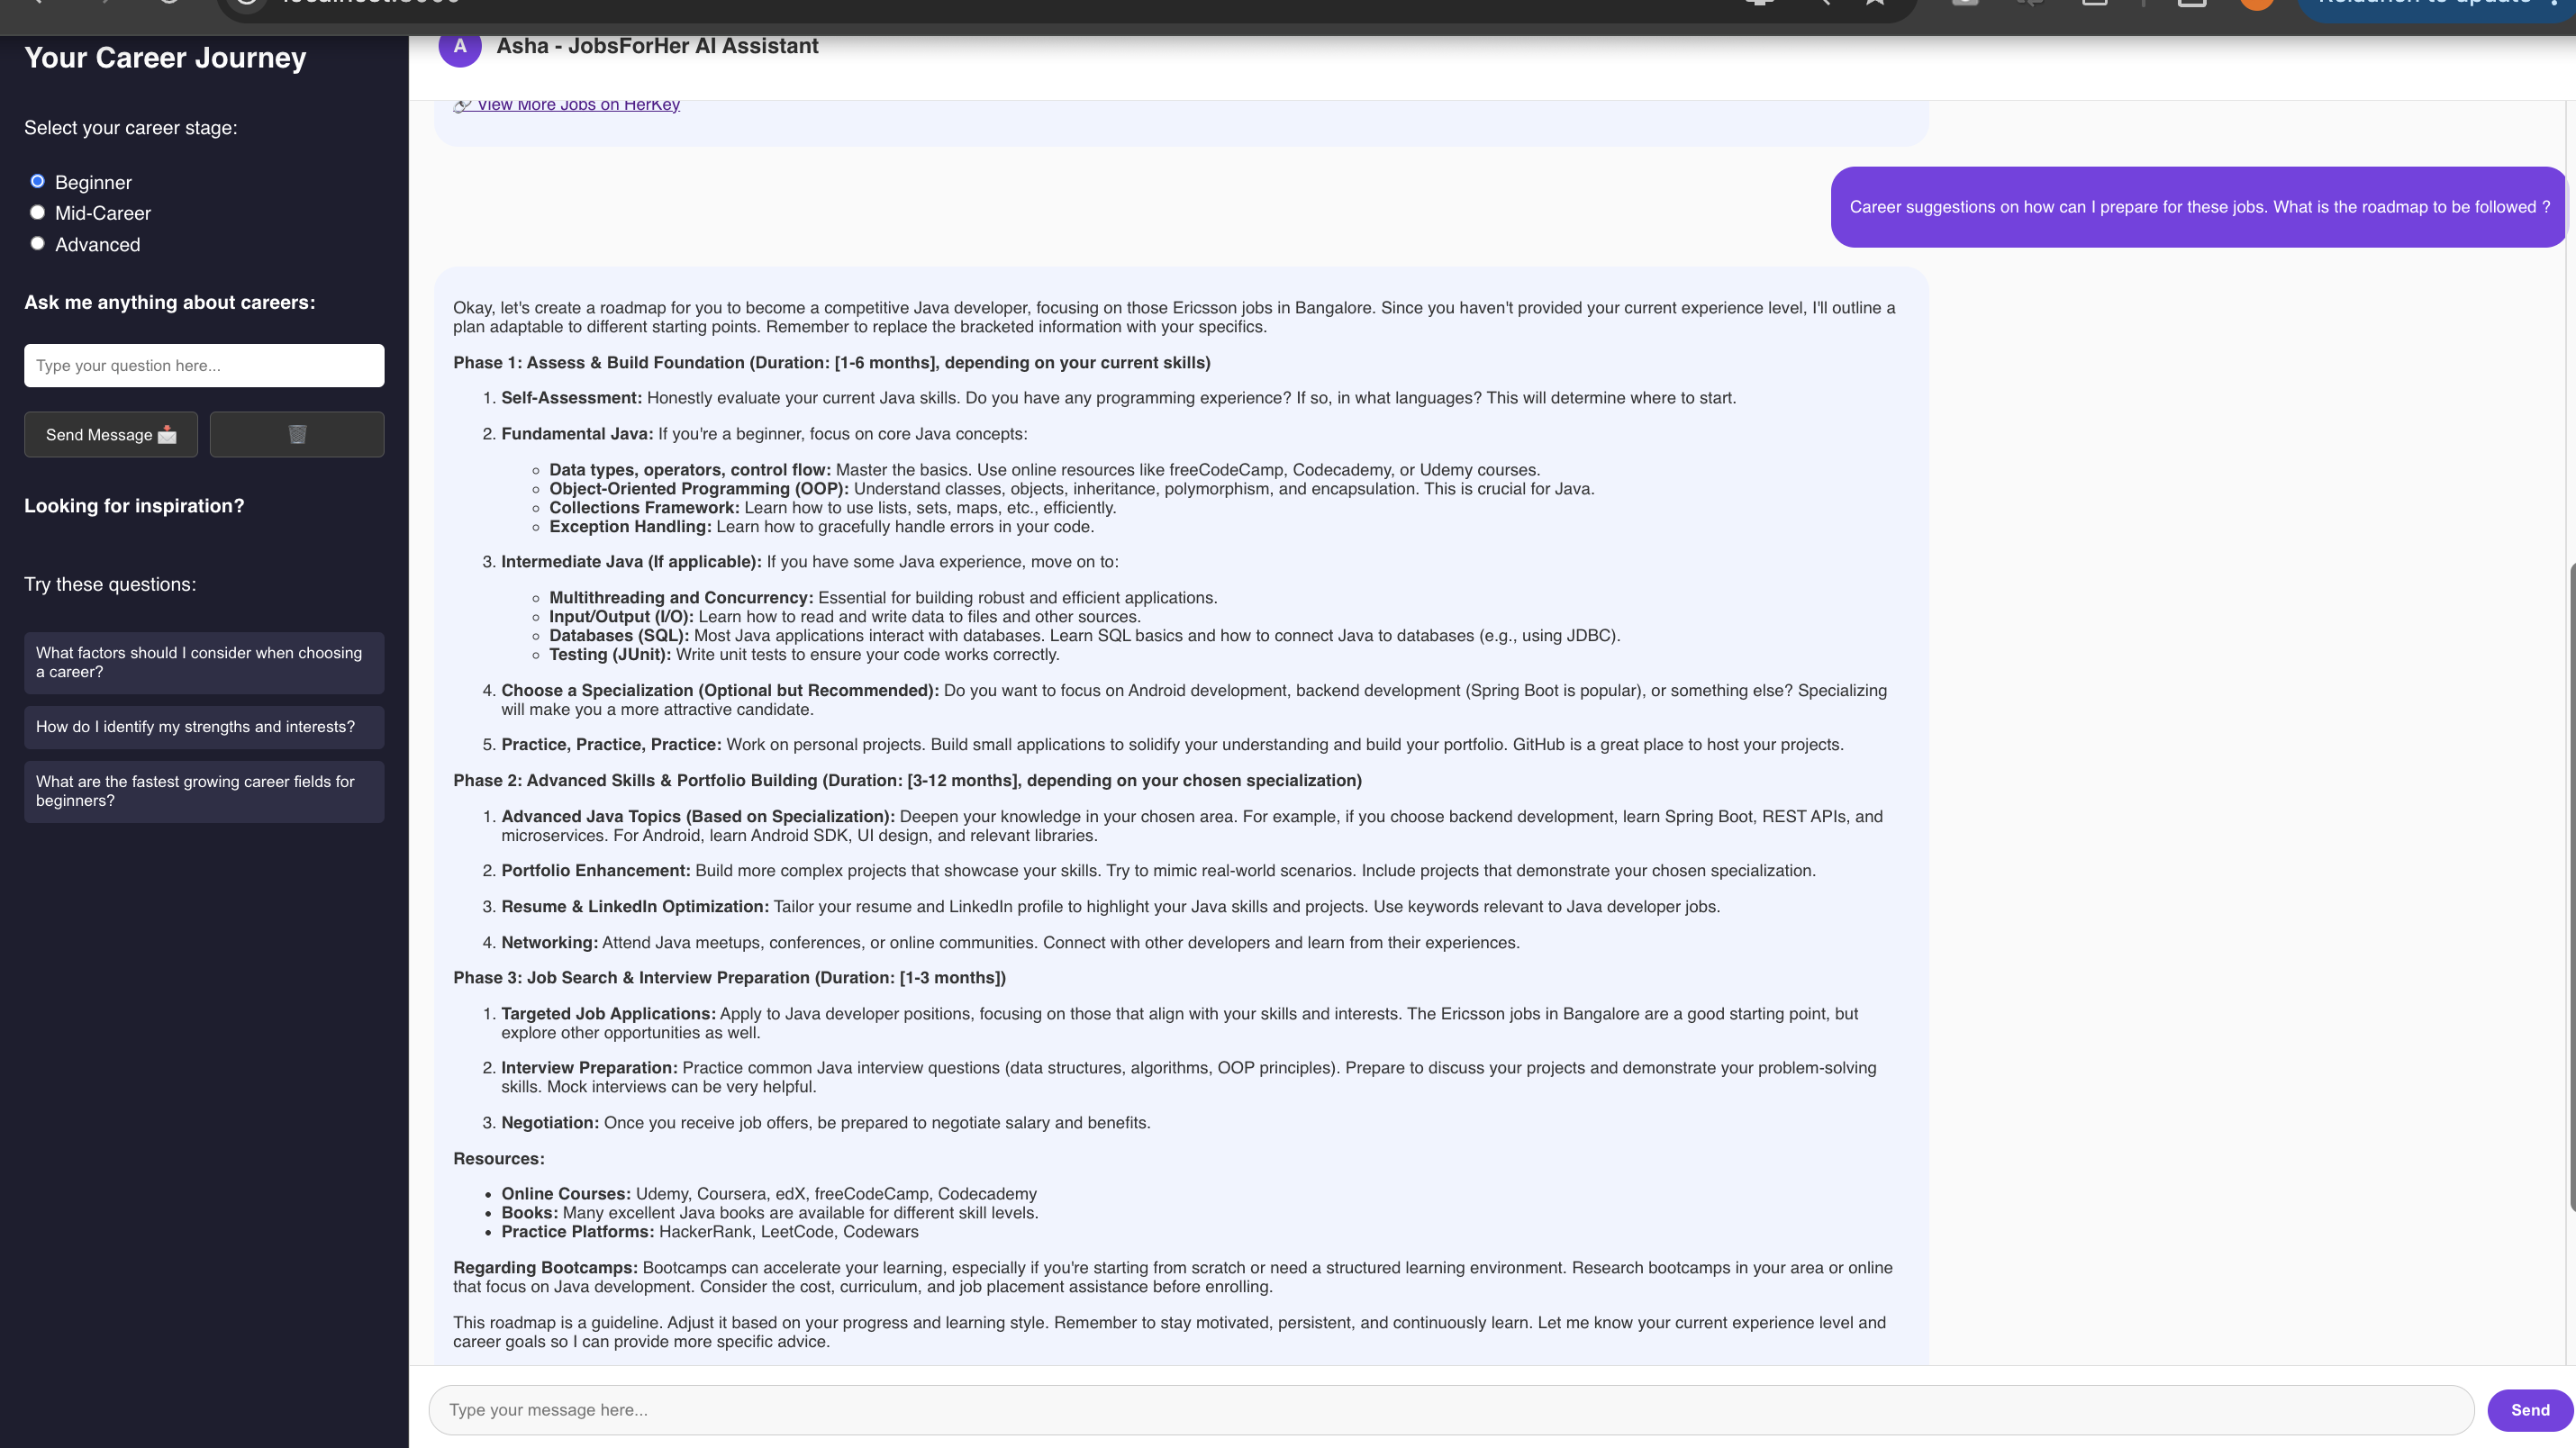 Your Career Journey
Select your career stage:
Beginner
Mid-Career
Advanced
Ask me anything about careers:
Type your question here...
Send Message
Looking for inspiration?
Try these questions:
What factors should I consider when choosing
a career?
How do I identify my strengths and interests?
What are the fastest growing career fields for
beginners?
A
Asha - JobsForHer AI Assistant
View More Jobs on HerKey
Career suggestions on how can I prepare for these jobs. What is the roadmap to be followed ?
Okay, let's create a roadmap for you to become a competitive Java developer, focusing on those Ericsson jobs in Bangalore. Since you haven't provided your current experience level, I'll outline a
plan adaptable to different starting points. Remember to replace the bracketed information with your specifics.
Phase 1: Assess & Build Foundation (Duration: [1-6 months], depending on your current skills)
1. Self-Assessment: Honestly evaluate your current Java skills. Do you have any programming experience? If so, in what languages? This will determine where to start.
2. Fundamental Java: If you're a beginner, focus on core Java concepts:
Data types, operators, control flow: Master the basics. Use online resources like freeCodeCamp, Codecademy, or Udemy courses.
Object-Oriented Programming (OOP): Understand classes, objects, inheritance, polymorphism, and encapsulation. This is crucial for Java.
Collections Framework: Learn how to use lists, sets, maps, etc., efficiently.
Exception Handling: Learn how to gracefully handle errors in your code.
3. Intermediate Java (If applicable): If you have some Java experience, move on to:
Multithreading and Concurrency: Essential for building robust and efficient applications.
Input/Output (I/O): Learn how to read and write data to files and other sources.
Databases (SQL): Most Java applications interact with databases. Learn SQL basics and how to connect Java to databases (e.g., using JDBC).
Testing (JUnit): Write unit tests to ensure your code works correctly.
4. Choose a Specialization (Optional but Recommended): Do you want to focus on Android development, backend development (Spring Boot is popular), or something else? Specializing
will make you a more attractive candidate.
5. Practice, Practice, Practice: Work on personal projects. Build small applications to solidify your understanding and build your portfolio. GitHub is a great place to host your projects.
Phase 2: Advanced Skills & Portfolio Building (Duration: [3-12 months], depending on your chosen specialization)
1. Advanced Java Topics (Based on Specialization): Deepen your knowledge in your chosen area. For example, if you choose backend development, learn Spring Boot, REST APIs, and
microservices. For Android, learn Android SDK, UI design, and relevant libraries.
2. Portfolio Enhancement: Build more complex projects that showcase your skills. Try to mimic real-world scenarios. Include projects that demonstrate your chosen specialization.
3. Resume & LinkedIn Optimization: Tailor your resume and LinkedIn profile to highlight your Java skills and projects. Use keywords relevant to Java developer jobs.
4. Networking: Attend Java meetups, conferences, or online communities. Connect with other developers and learn from their experiences.
Phase 3: Job Search & Interview Preparation (Duration: [1-3 months])
1. Targeted Job Applications: Apply to Java developer positions, focusing on those that align with your skills and interests. The Ericsson jobs in Bangalore are a good starting point, but
explore other opportunities as well.
2. Interview Preparation: Practice common Java interview questions (data structures, algorithms, OOP principles). Prepare to discuss your projects and demonstrate your problem-solving
skills. Mock interviews can be very helpful.
3. Negotiation: Once you receive job offers, be prepared to negotiate salary and benefits.
Resources:
Online Courses: Udemy, Coursera, edX, freeCodeCamp, Codecademy
Books: Many excellent Java books are available for different skill levels.
Practice Platforms: HackerRank, LeetCode, Codewars
Regarding Bootcamps: Bootcamps can accelerate your learning, especially if you're starting from scratch or need a structured learning environment. Research bootcamps in your area or online
that focus on Java development. Consider the cost, curriculum, and job placement assistance before enrolling.
This roadmap is a guideline. Adjust it based on your progress and learning style. Remember to stay motivated, persistent, and continuously learn. Let me know your current experience level and
career goals so I can provide more specific advice.
Type your message here...
Send